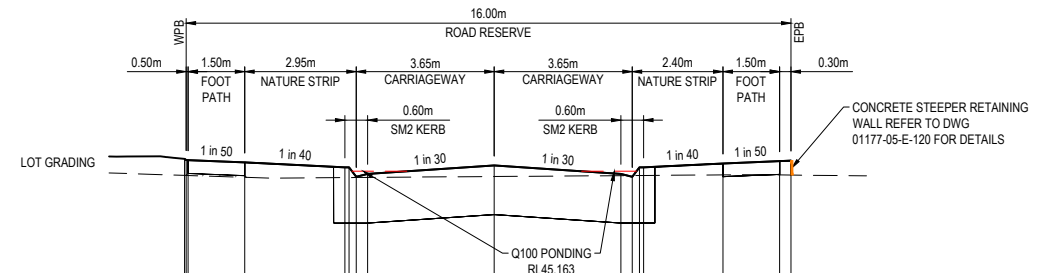 16.00m
ROAD RESERVE
WPB
EPB
0.50m
1.50m
2.95m
3.65m
3.65m
2.40m
1.50m
0.30m
FOOT
PATH
NATURE STRIP
CARRIAGEWAY
CARRIAGEWAY
NATURE STRIP
FOOT
PATH
0.60m
SM2 KERB
0.60m
SM2 KERB
CONCRETE STEEPER RETAINING
WALL REFER TO DWG
01177-05-E-120 FOR DETAILS
LOT GRADING
1 in 50
1 in 40
1 in 30
1 in 30
1 in 40
1 in 50
Q100 PONDING
RL45.163